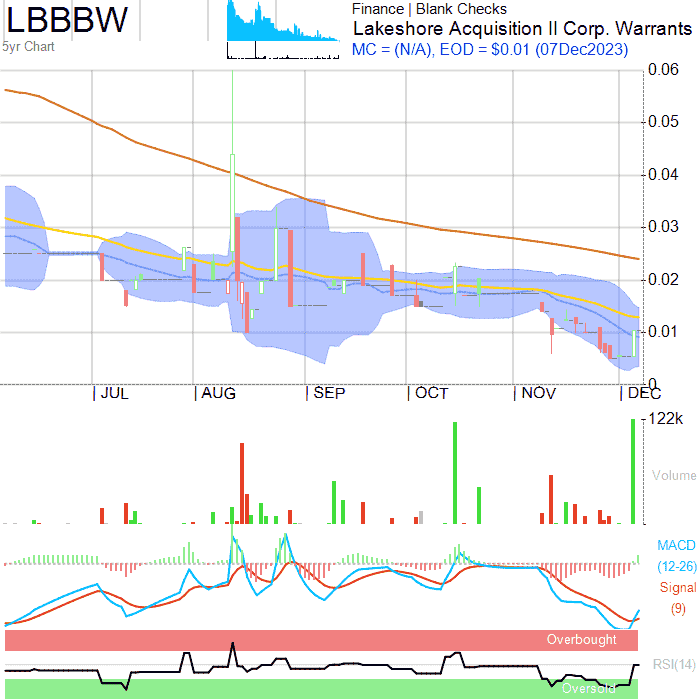 LBBBW
5yr Chart
Finance | Blank Checks
Lakeshore Acquisition II Corp. Warrants
MC = (N/A), EOD = $0.01 (07Dec2023)
0.06
0.05
0.04
0.03
0.02
0.01
0
JUL AUG SEP OCT NOV DEC
122k
Volume
MACD
(12-26)
Signal
(9)
Overbought
RSI(14)
Oversold